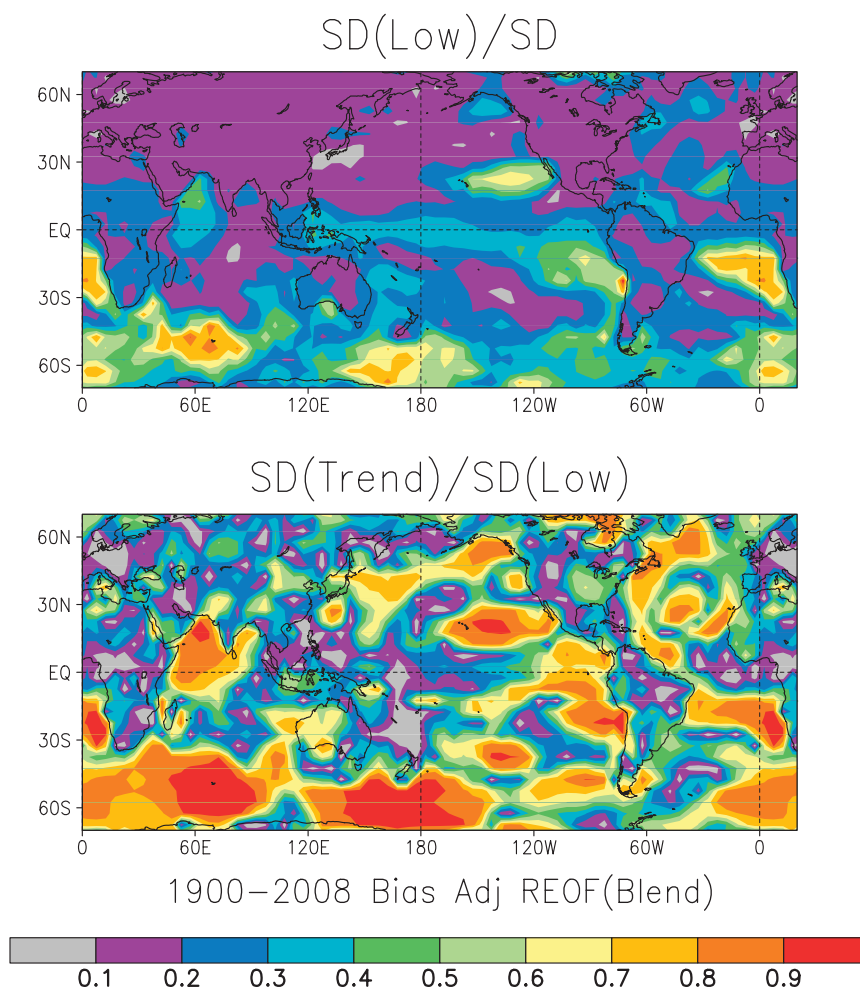 SD(Low)/SD
60N
30N
EQ
30S
60S
0 60E 120E 180 120W 60W 0
SD(Trend)/SD(Low)
60N
30N
EQ
30S
60S
0 60E 120E 180 120W 60W 0
1900-2008 Bias Adj REOF(Blend)
0.1 0.2 0.3 0.4 0.5 0.6 0.7 0.8 0.9